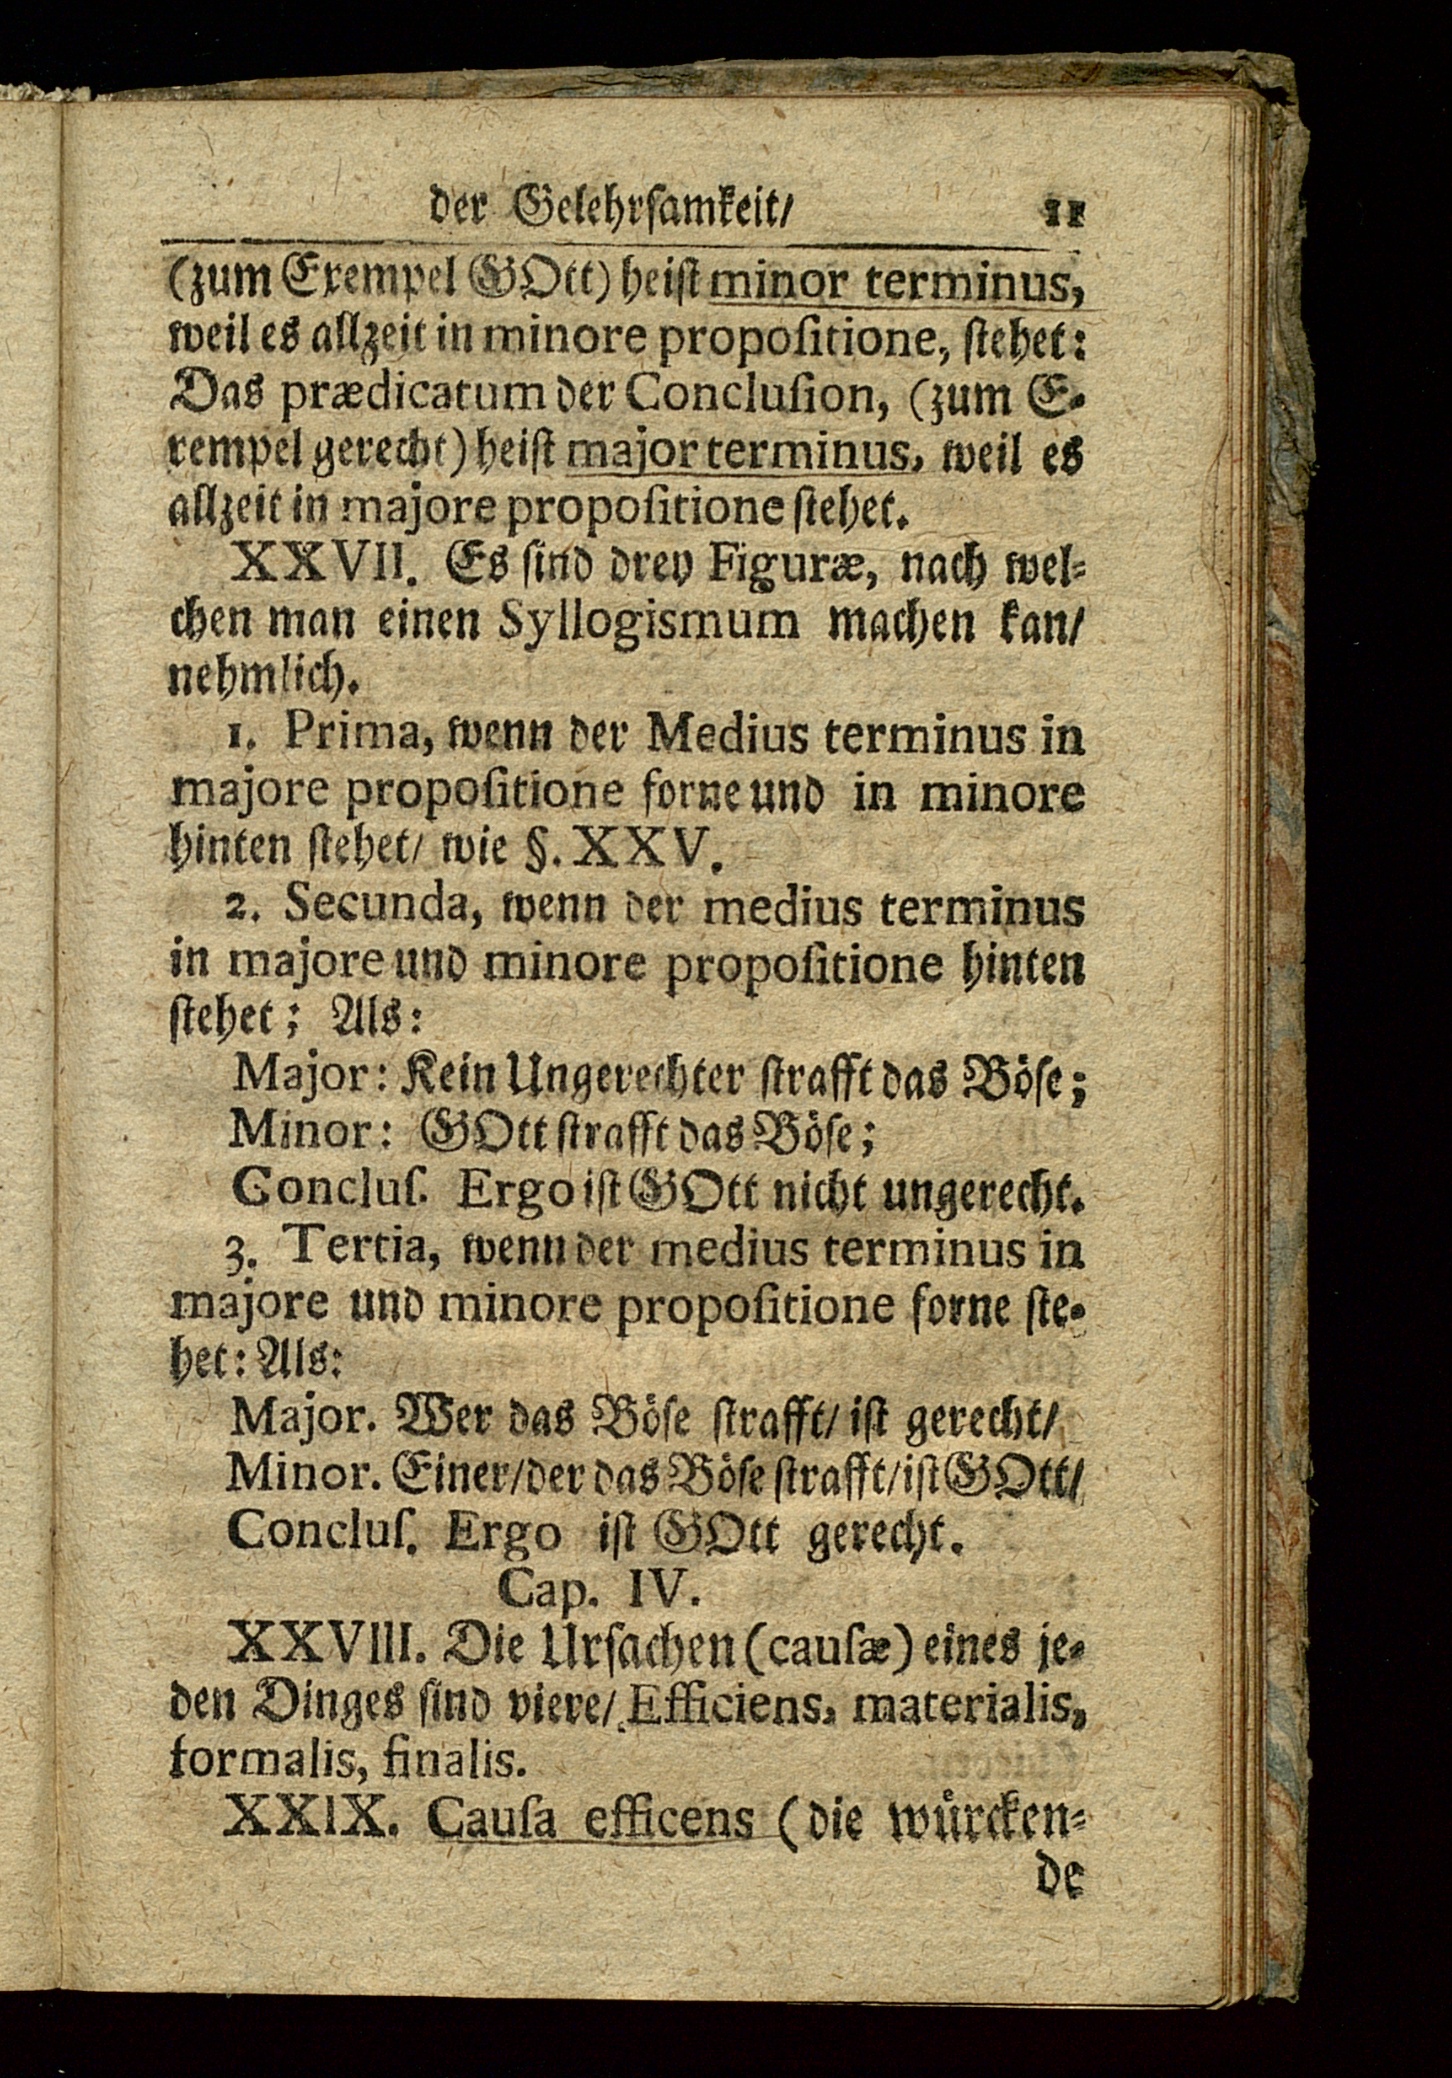 der Gelehrſamkeit/ 11
(zum Exempel GOtt) heiſt minor terminus,
weil es allzeit in minore propoſitione, ſtehet:
Das prædicatum der Concluſion, (zum E-
xempel gerecht) heiſt major terminus, weil es
allzeit in majore propoſitione ſtehet.
XXVII. Es ſind drey Figuræ, nach wel-
chen man einen Syllogismum machen kan/
nehmlich.
1. Prima, wenn der Medius terminus in
majore propoſitione forne und in minore
hinten ſtehet/ wie §. XXV.
2. Secunda, wenn der medius terminus
in majore und minore propoſitione hinten
ſtehet; Als:
Major: Kein Ungerechter ſtrafft das Böſe;
Minor: GOtt ſtrafft das Böſe;
Goncluſ. Ergo iſt GOtt nicht ungerecht.
3. Tertia, wenn der medius terminus in
majore und minore propoſitione forne ſte-
het: Als:
Major. Wer das Böſe ſtrafft/ iſt gerecht/
Minor. Einer/ der das Böſe ſtrafft/ iſt GOtt/
Concluſ. Ergo iſt GOtt gerecht.
Cap. IV.
XXVIII. Die Urſachen (cauſæ) eines je-
den Dinges ſind viere/ Efficiens, materialis,
formalis, finalis.
XXIX. Cauſa efficens (die würcken-
de